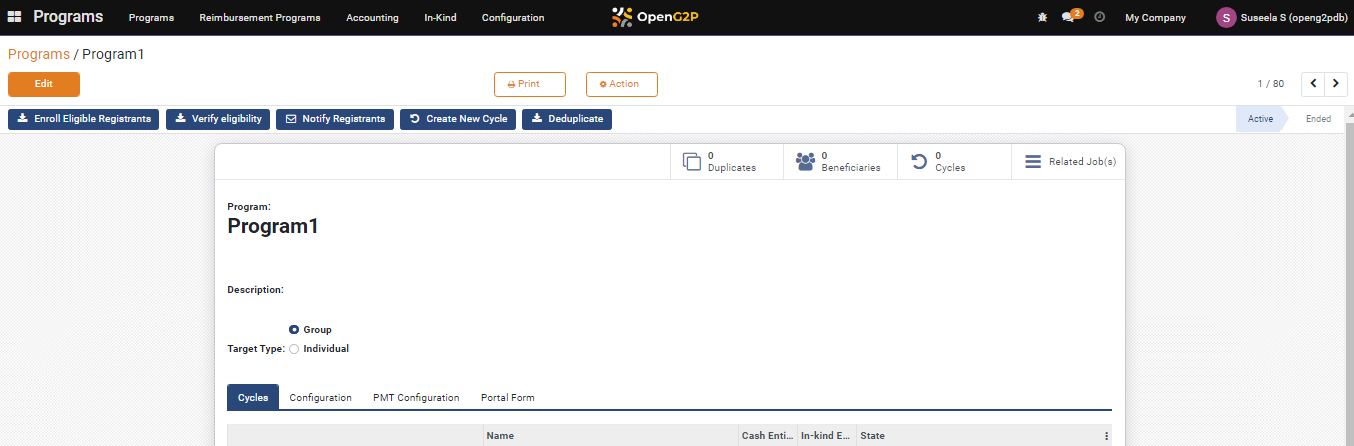 Programs Programs Reimbursement Programs Accounting In-Kind Configuration OpenG2P 2 My Company S Suseela S (openg2pdb)
Programs / Program1
Edit Print Action 1 / 80
Enroll Eligible Registrants Verify eligibility Notify Registrants Create New Cycle Deduplicate Active Ended
0 Duplicates 0 Beneficiaries 0 Cycles Related Job(s)
Program:
Program1
Description:
Group
Target Type: Individual
Cycles Configuration PMT Configuration Portal Form
Name Cash Enti... In-kind E... State